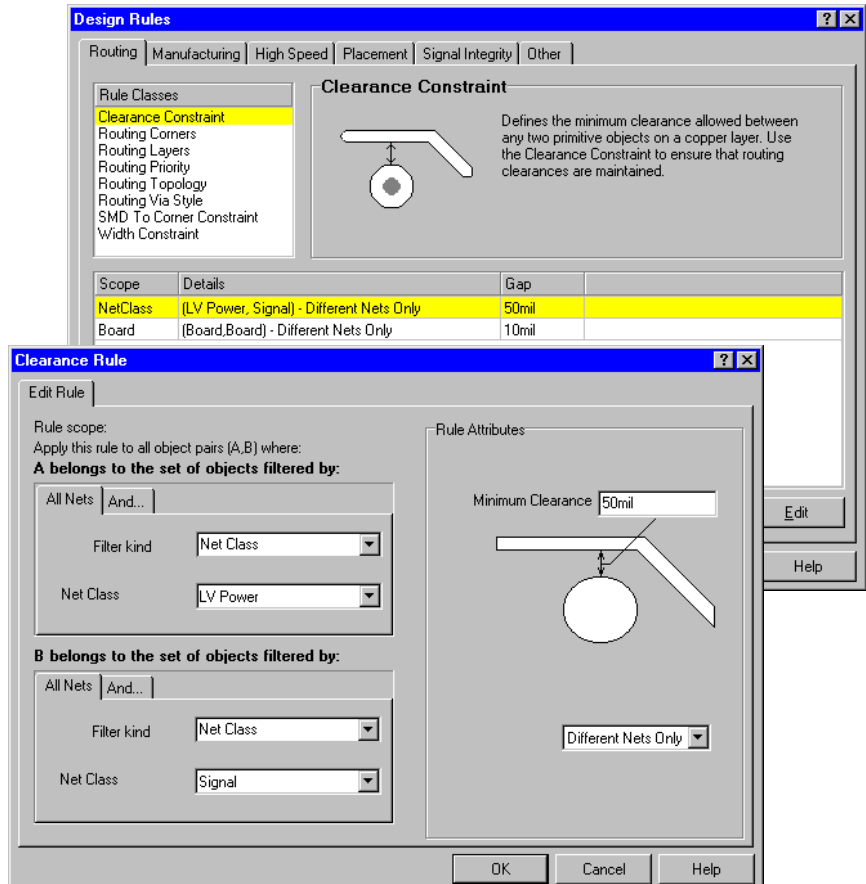 Design Rules
Routing Manufacturing High Speed Placement Signal Integrity Other
Rule Classes
Clearance Constraint
Routing Corners
Routing Layers
Routing Priority
Routing Topology
Routing Via Style
SMD To Corner Constraint
Width Constraint
Clearance Constraint
Defines the minimum clearance allowed between
any two primitive objects on a copper layer. Use
the Clearance Constraint to ensure that routing
clearances are maintained.
Scope Details Gap
NetClass (LV Power, Signal) - Different Nets Only 50mil
Board (Board,Board) - Different Nets Only 10mil
Edit
Help
Clearance Rule
Edit Rule
Rule scope:
Apply this rule to all object pairs (A,B) where:
A belongs to the set of objects filtered by:
All Nets And...
Filter kind Net Class
Net Class LV Power
B belongs to the set of objects filtered by:
All Nets And...
Filter kind Net Class
Net Class Signal
Rule Attributes
Minimum Clearance 50mil
Different Nets Only
OK Cancel Help